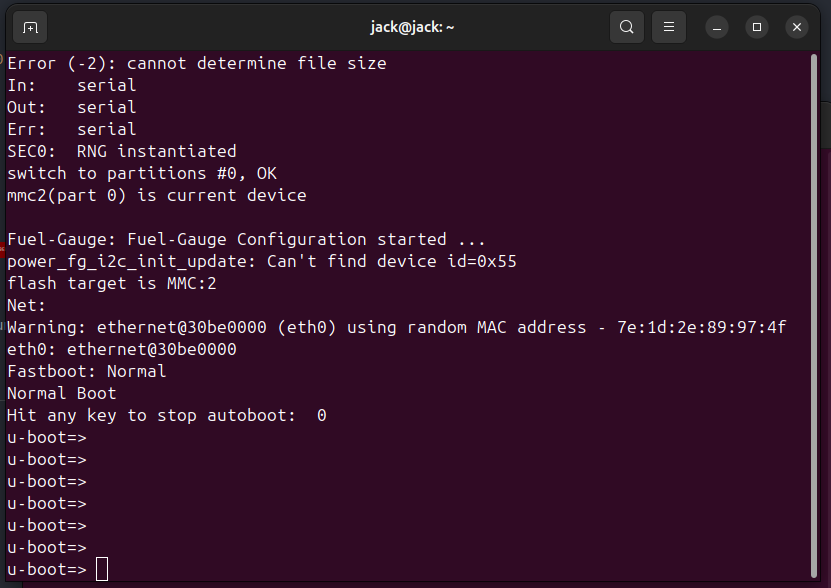 jack@jack: ~
Error (-2): cannot determine file size
In:    serial
Out:   serial
Err:   serial
SEC0:  RNG instantiated
switch to partitions #0, OK
mmc2(part 0) is current device
Fuel-Gauge: Fuel-Gauge Configuration started ...
power_fg_i2c_init_update: Can't find device id=0x55
flash target is MMC:2
Net:
Warning: ethernet@30be0000 (eth0) using random MAC address - 7e:1d:2e:89:97:4f
eth0: ethernet@30be0000
Fastboot: Normal
Normal Boot
Hit any key to stop autoboot:  0
u-boot=>
u-boot=>
u-boot=>
u-boot=>
u-boot=>
u-boot=>
u-boot=>